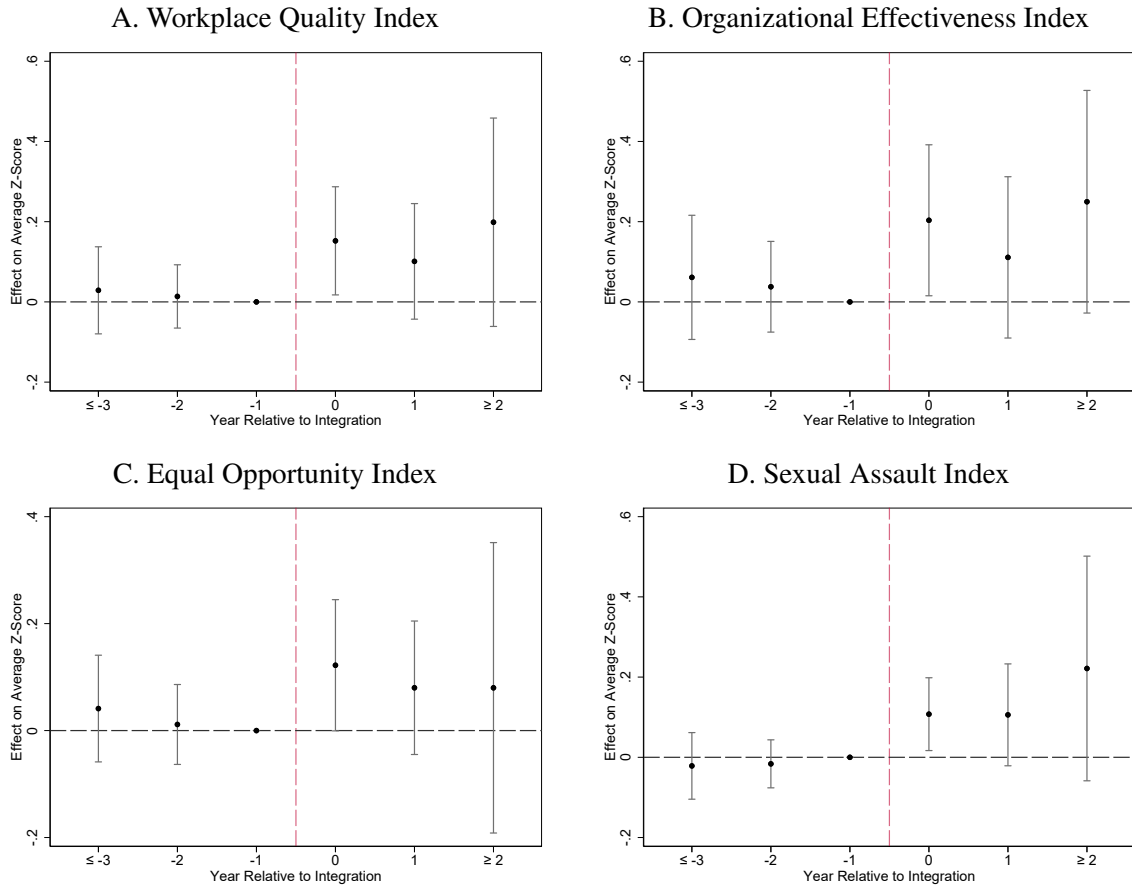 A. Workplace Quality Index
Effect on Average Z-Score
.6
.4
.2
0
-.2
≤ -3 -2 -1 0 1 ≥ 2
Year Relative to Integration
B. Organizational Effectiveness Index
Effect on Average Z-Score
.6
.4
.2
0
-.2
≤ -3 -2 -1 0 1 ≥ 2
Year Relative to Integration
C. Equal Opportunity Index
Effect on Average Z-Score
.4
.2
0
-.2
≤ -3 -2 -1 0 1 ≥ 2
Year Relative to Integration
D. Sexual Assault Index
Effect on Average Z-Score
.6
.4
.2
0
-.2
≤ -3 -2 -1 0 1 ≥ 2
Year Relative to Integration